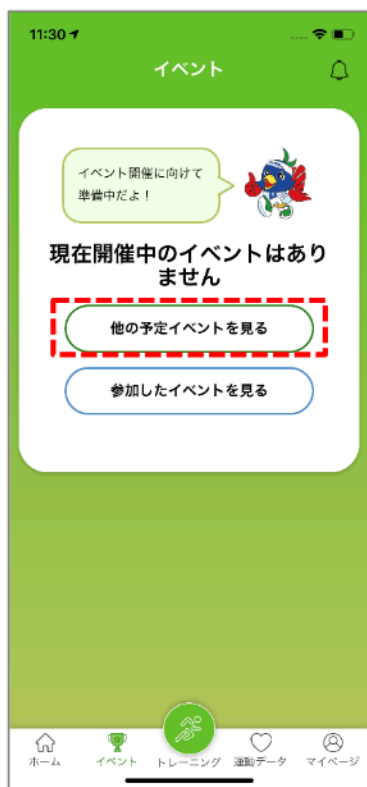 11:30
イベント
イベント開催に向けて
準備中だよ！
現在開催中のイベントはあり
ません
他の予定イベントを見る
参加したイベントを見る
ホーム
イベント
トレーニング
運動データ
マイページ